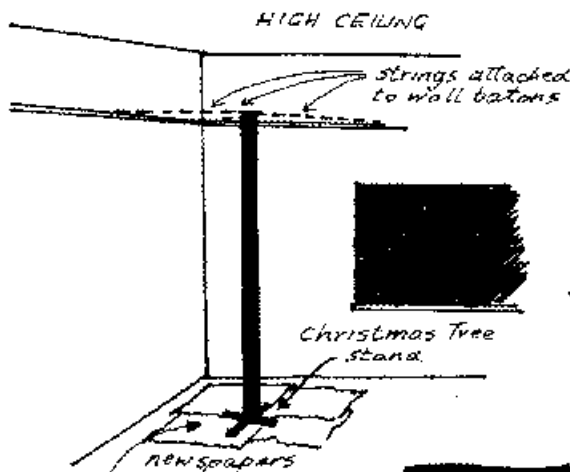 HIGH CEILING
strings attached
to wall batons
Christmas Tree
stand
newspapers